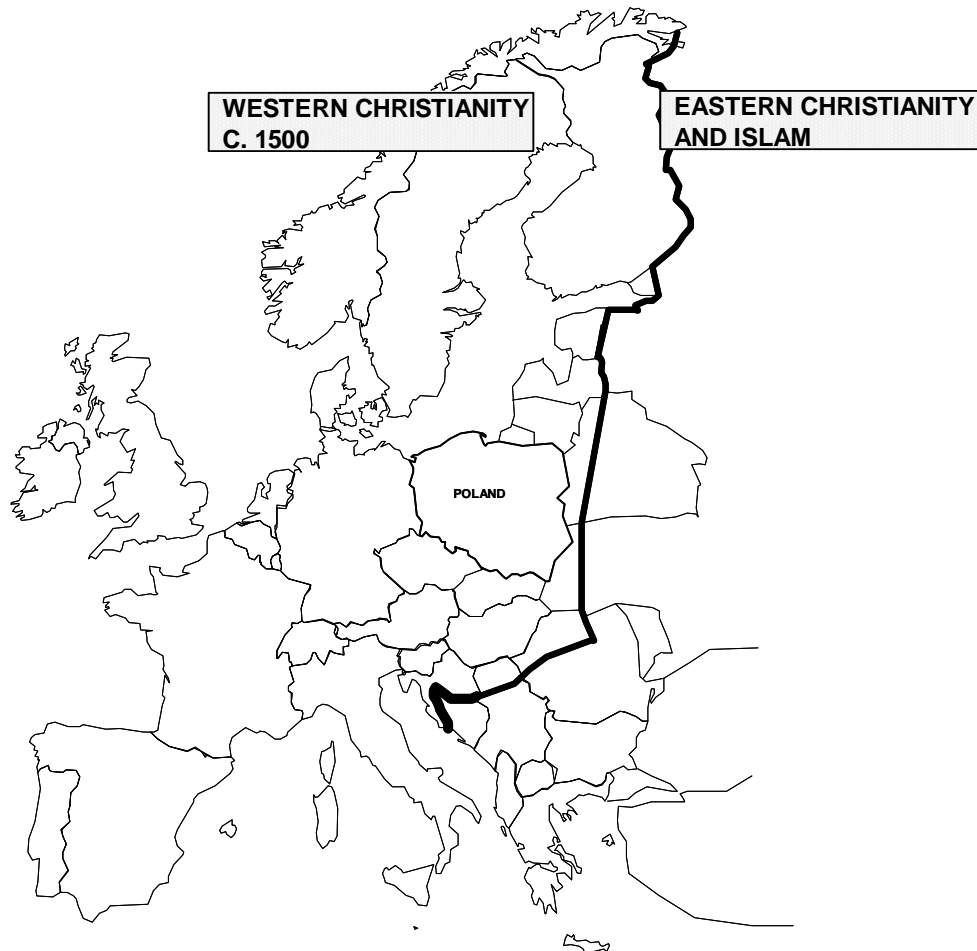 WESTERN CHRISTIANITY
C. 1500
EASTERN CHRISTIANITY
AND ISLAM
POLAND